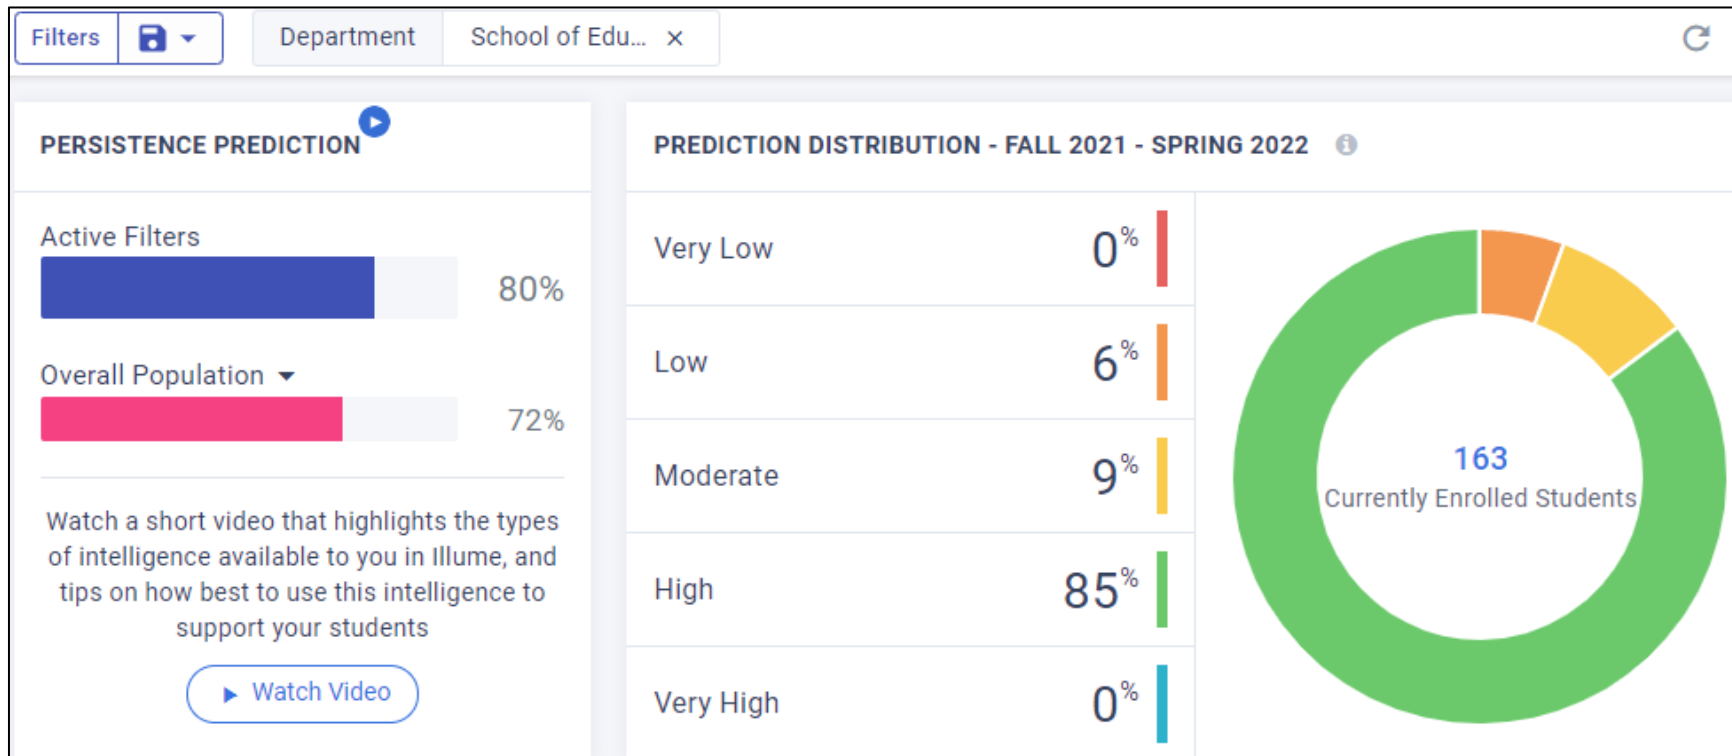 Filters
Department
School of Edu... ×
PERSISTENCE PREDICTION
Active Filters
80%
Overall Population
72%
Watch a short video that highlights the types
of intelligence available to you in Illume, and
tips on how best to use this intelligence to
support your students
Watch Video
PREDICTION DISTRIBUTION - FALL 2021 - SPRING 2022
Very Low 0%
Low 6%
Moderate 9%
High 85%
Very High 0%
163
Currently Enrolled Students